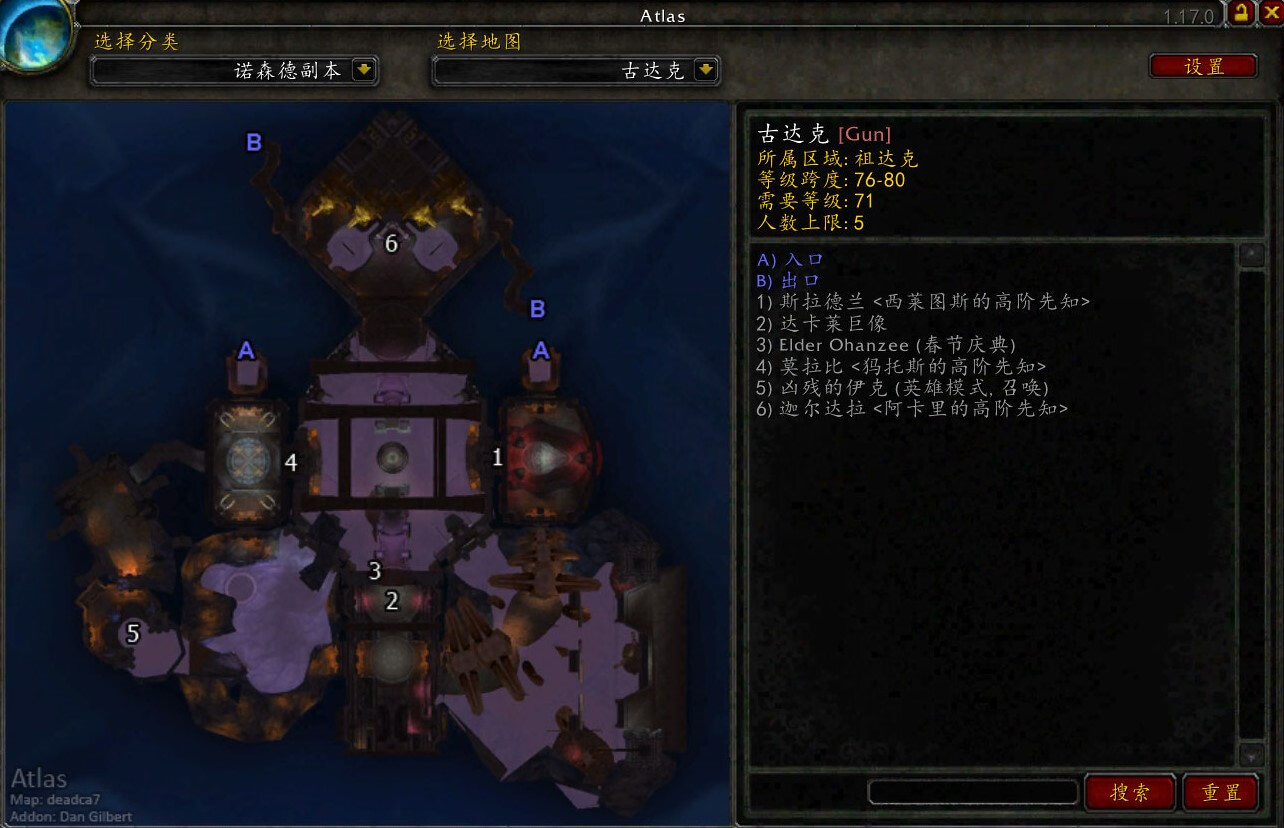 Atlas
1.17.0
选择分类
选择地图
诺森德副本
古达克
设置
B
6
B
A
A
4
1
3
2
5
Atlas
Map: deadca7
Addon: Dan Gilbert
古达克 [Gun]
所属区域: 祖达克
等级跨度: 76-80
需要等级: 71
人数上限: 5
A) 入口
B) 出口
1) 斯拉德兰 <西莱图斯的高阶先知>
2) 达卡莱巨像
3) Elder Ohanzee (春节庆典)
4) 莫拉比 <犸托斯的高阶先知>
5) 凶残的伊克 (英雄模式, 召唤)
6) 迦尔达拉 <阿卡里的高阶先知>
搜索
重置